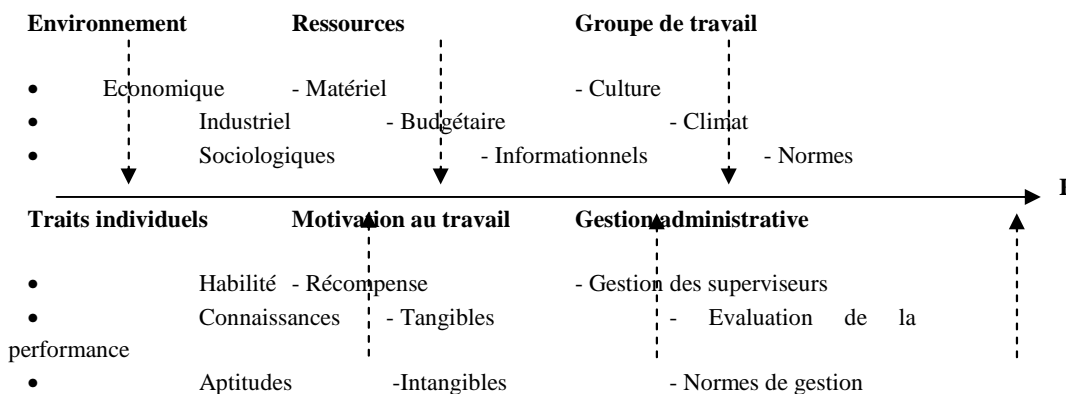 Environnement Ressources Groupe de travail
• Economique - Matériel - Culture
• Industriel - Budgétaire - Climat
• Sociologiques - Informationnels - Normes
Traits individuels Motivation au travail Gestion administrative
• Habilité - Récompense - Gestion des superviseurs
• Connaissances - Tangibles - Evaluation de la
performance
• Aptitudes -Intangibles - Normes de gestion